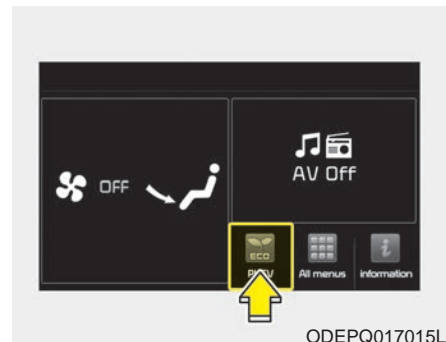 OFF
AV Off
ECO
All menus
information
ODEPQ017015L